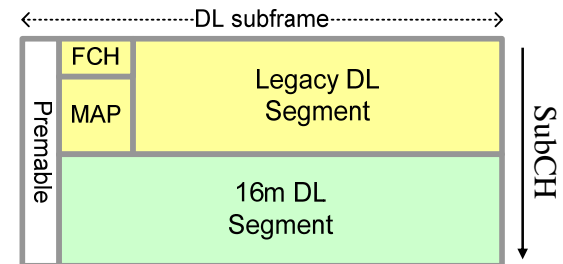 DL subframe
FCH
MAP
Legacy DL
Segment
Premable
16m DL
Segment
SubCH